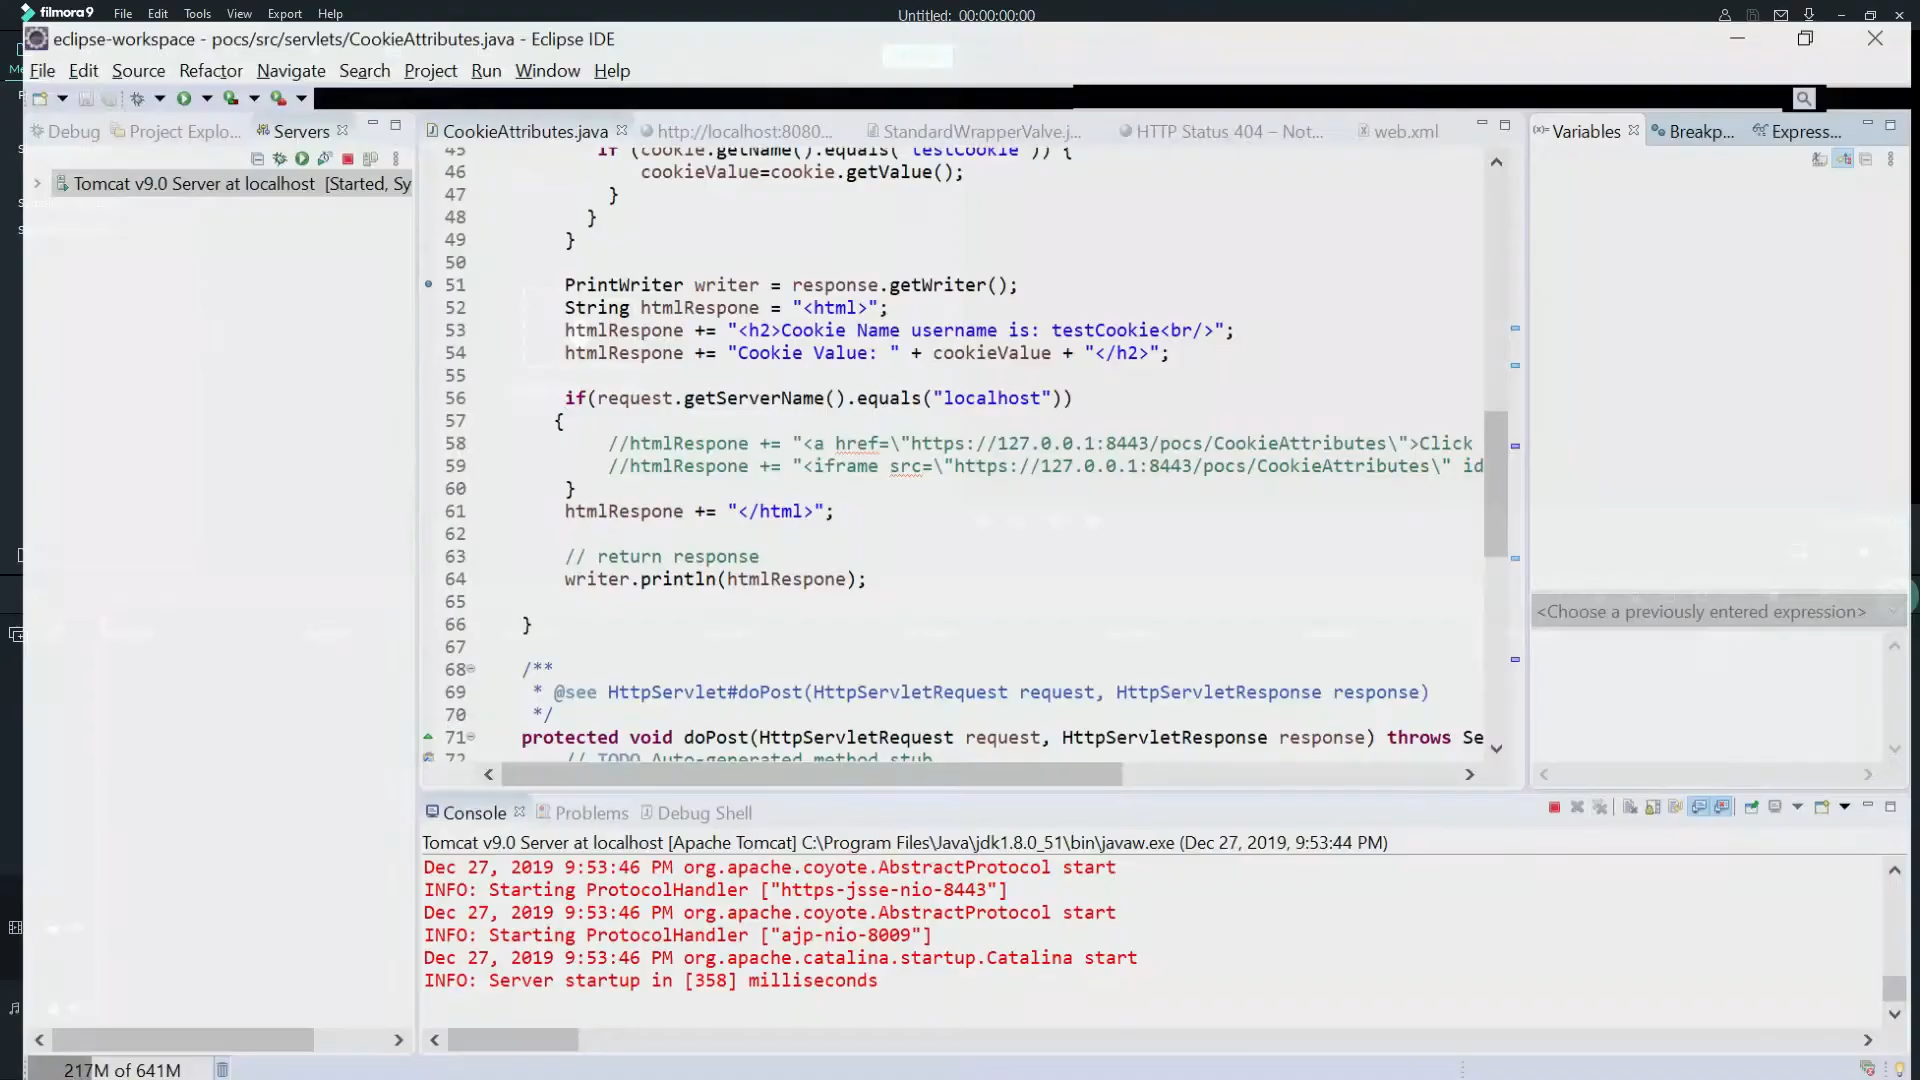 filmora9 File Edit Tools View Export Help Untitled: 00:00:00:00
eclipse-workspace - pocs/src/servlets/CookieAttributes.java - Eclipse IDE
File Edit Source Refactor Navigate Search Project Run Window Help
Debug Project Explo... Servers CookieAttributes.java http://localhost:8080... StandardWrapperValve.j... HTTP Status 404 – Not... web.xml Variables Breakp... Express...
Tomcat v9.0 Server at localhost [Started, Sy
45 if (cookie.getName().equals("testCookie")) {
46 cookieValue=cookie.getValue();
47 }
48 }
49 }
50
51 PrintWriter writer = response.getWriter();
52 String htmlRespone = "<html>";
53 htmlRespone += "<h2>Cookie Name username is: testCookie<br/>";
54 htmlRespone += "Cookie Value: " + cookieValue + "</h2>";
55
56 if(request.getServerName().equals("localhost"))
57 {
58 //htmlRespone += "<a href=\"https://127.0.0.1:8443/pocs/CookieAttributes\">Click
59 //htmlRespone += "<iframe src=\"https://127.0.0.1:8443/pocs/CookieAttributes\" id
60 }
61 htmlRespone += "</html>";
62
63 // return response
64 writer.println(htmlRespone);
65
66 }
67
68 /**
69 * @see HttpServlet#doPost(HttpServletRequest request, HttpServletResponse response)
70 */
71 protected void doPost(HttpServletRequest request, HttpServletResponse response) throws Se
72 // TODO Auto-generated method stub
<Choose a previously entered expression>
Console Problems Debug Shell
Tomcat v9.0 Server at localhost [Apache Tomcat] C:\Program Files\Java\jdk1.8.0_51\bin\javaw.exe (Dec 27, 2019, 9:53:44 PM)
Dec 27, 2019 9:53:46 PM org.apache.coyote.AbstractProtocol start
INFO: Starting ProtocolHandler ["https-jsse-nio-8443"]
Dec 27, 2019 9:53:46 PM org.apache.coyote.AbstractProtocol start
INFO: Starting ProtocolHandler ["ajp-nio-8009"]
Dec 27, 2019 9:53:46 PM org.apache.catalina.startup.Catalina start
INFO: Server startup in [358] milliseconds
217M of 641M